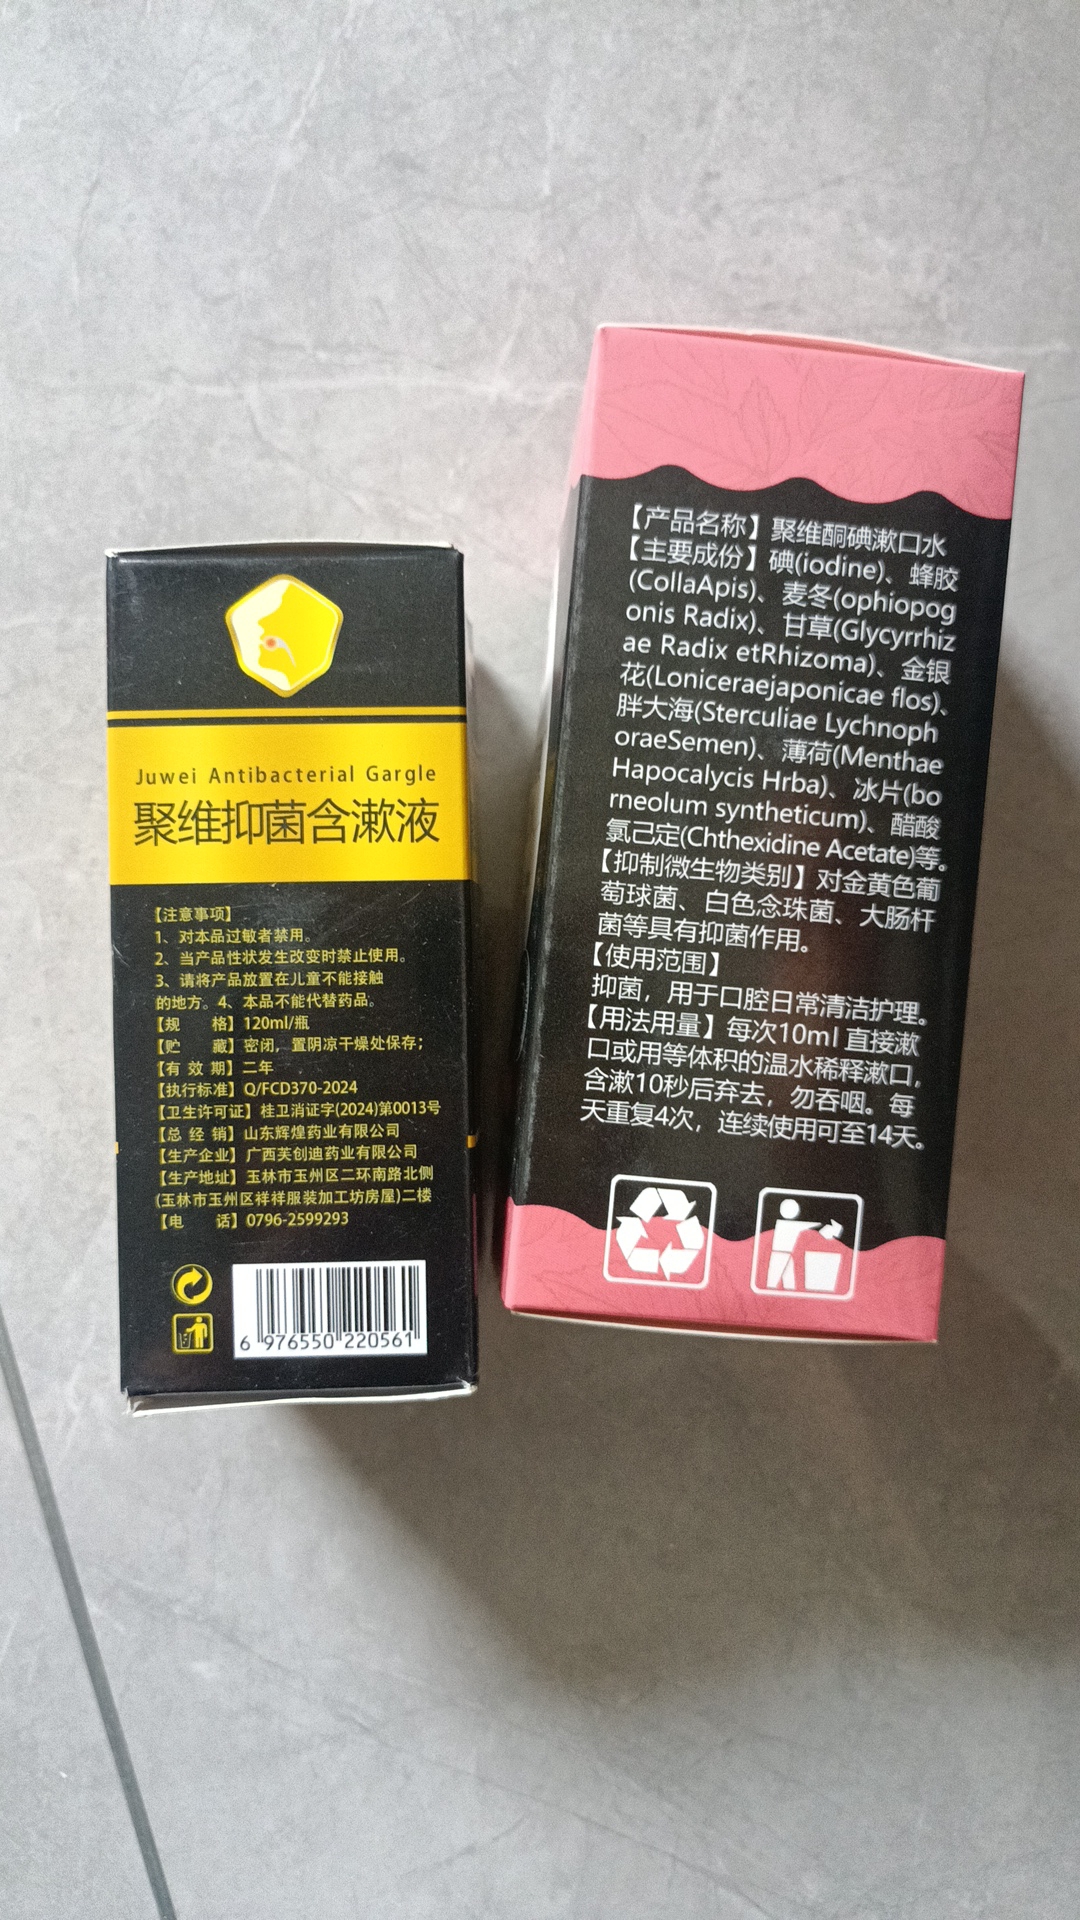 Juwei Antibacterial Gargle
聚维抑菌含漱液
【注意事项】
1、对本品过敏者禁用。
2、当产品性状发生改变时禁止使用。
3、请将产品放置在儿童不能接触
的地方。4、本品不能代替药品。
【规 格】120ml/瓶
【贮 藏】密闭，置阴凉干燥处保存；
【有 效 期】二年
【执行标准】Q/FCD370-2024
【卫生许可证】桂卫消证字(2024)第0013号
【总 经 销】山东辉煌药业有限公司
【生产企业】广西芙创迪药业有限公司
【生产地址】玉林市玉州区二环南路北侧
(玉林市玉州区祥祥服装加工坊房屋)二楼
【电 话】0796-2599293
6 976550 220561
【产品名称】聚维酮碘漱口水
【主要成份】碘(iodine)、蜂胶
(CollaApis)、麦冬(ophiopog
onis Radix)、甘草(Glycyrrhiz
ae Radix etRhizoma)、金银
花(Loniceraejaponicae flos)、
胖大海(Sterculiae Lychnoph
oraeSemen)、薄荷(Menthae
Hapocalycis Hrba)、冰片(bo
rneolum syntheticum)、醋酸
氯己定(Chthexidine Acetate)等。
【抑制微生物类别】对金黄色葡
萄球菌、白色念珠菌、大肠杆
菌等具有抑菌作用。
【使用范围】
抑菌，用于口腔日常清洁护理。
【用法用量】每次10ml 直接漱
口或用等体积的温水稀释漱口，
含漱10秒后弃去，勿吞咽。每
天重复4次，连续使用可至14天。